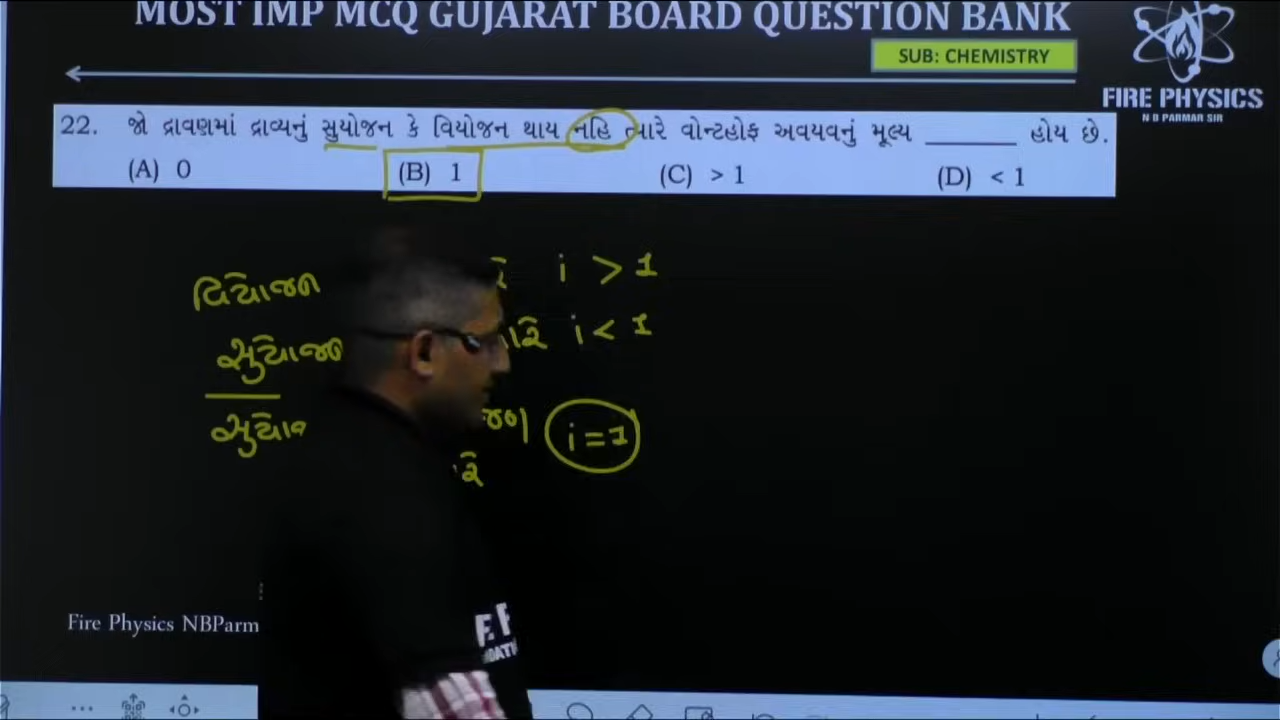 MOST IMP MCQ GUJARAT BOARD QUESTION BANK
SUB: CHEMISTRY
FIRE PHYSICS
N B PARMAR SIR
22. જો દ્રાવણમાં દ્રાવ્યનું સુયોજન કે વિયોજન થાય નહિ ત્યારે વોન્ટહોફ અવયવનું મૂલ્ય ________ હોય છે.
(A) 0 (B) 1 (C) > 1 (D) < 1
વિયોજન i > 1
સુયોજન i < 1
i = 1
Fire Physics NBParm